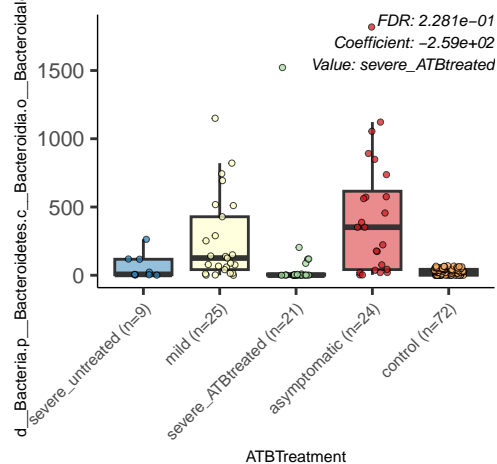 FDR: 2.281e−01
Coefficient: −2.59e+02
Value: severe_ATBtreated
d__Bacteria.p__Bacteroidetes.c__Bacteroidia.o__Bacteroidale
1500
1000
500
0
severe_untreated (n=9)
mild (n=25)
severe_ATBtreated (n=21)
asymptomatic (n=24)
control (n=72)
ATBTreatment